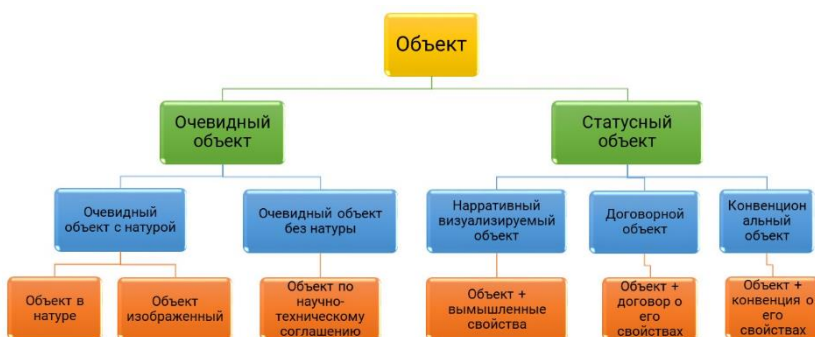 Объект
Очевидный
объект
Статусный
объект
Очевидный
объект с натурой
Очевидный объект
без натуры
Нарративный
визуализируемый
объект
Договорной
объект
Конвенцион
альный
объект
Объект в
натуре
Объект
изображенный
Объект по
научно-
техническому
соглашению
Объект +
вымышленные
свойства
Объект +
договор о
его
свойствах
Объект +
конвенция о
его
свойствах